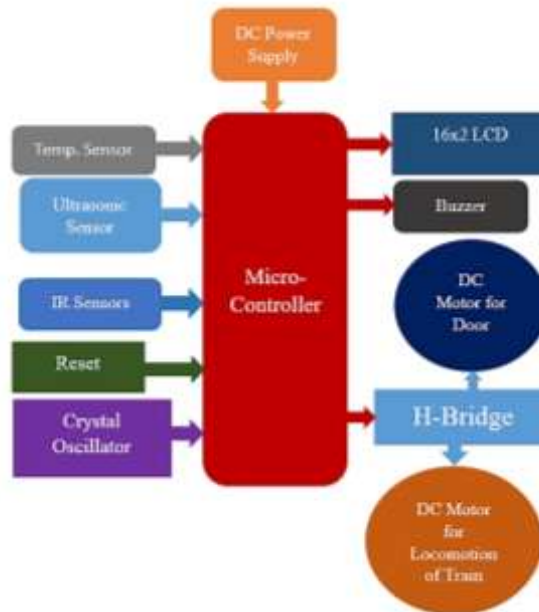 DC Power
Supply
Temp. Sensor
Ultrasonic
Sensor
IR Sensors
Reset
Crystal
Oscillator
Micro-
Controller
16x2 LCD
Buzzer
DC
Motor for
Door
H-Bridge
DC Motor
for
Locomotion
of Train